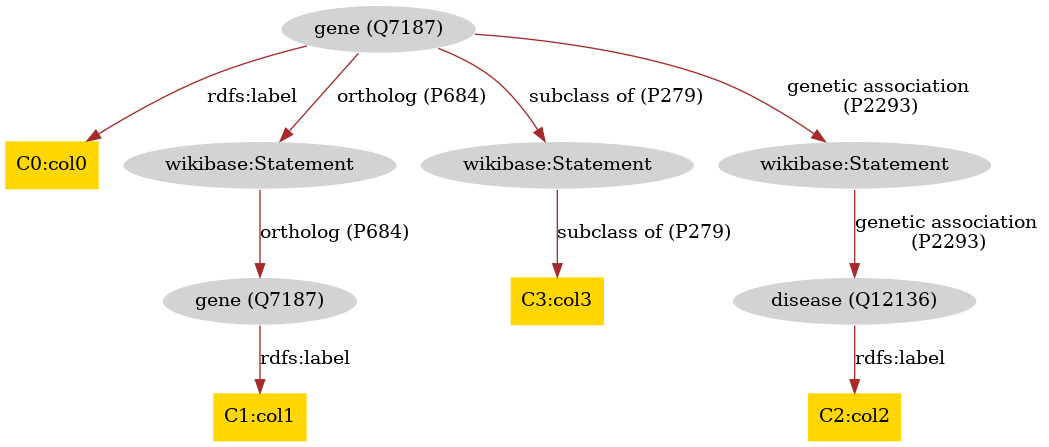 gene (Q7187)
rdfs:label
ortholog (P684)
subclass of (P279)
genetic association
(P2293)
C0:col0
wikibase:Statement
wikibase:Statement
wikibase:Statement
ortholog (P684)
subclass of (P279)
genetic association
(P2293)
gene (Q7187)
C3:col3
disease (Q12136)
rdfs:label
rdfs:label
C1:col1
C2:col2